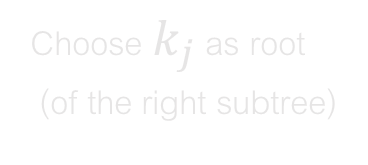 Choose k_j as root
(of the right subtree)